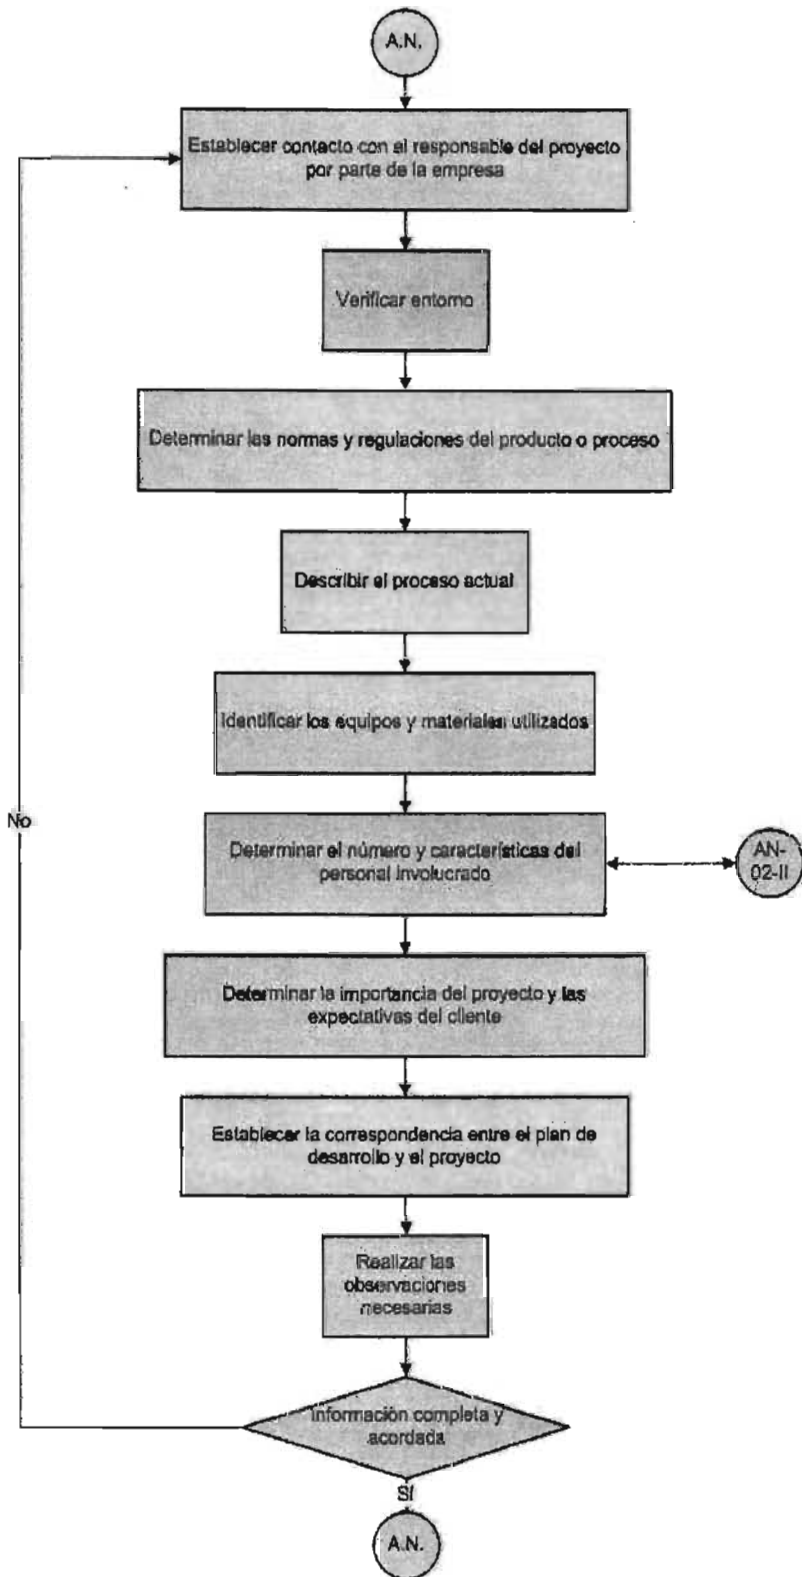 A.N.
Establecer contacto con el responsable del proyecto
por parte de la empresa
Verificar entorno
Determinar las normas y regulaciones del producto o proceso
Describir el proceso actual
Identificar los equipos y materiales utilizados
No
Determinar el número y características del
personal involucrado
AN-
02-II
Determinar la importancia del proyecto y las
expectativas del cliente
Establecer la correspondencia entre el plan de
desarrollo y el proyecto
Realizar las
observaciones
necesarias
Información completa y
acordada
Sí
A.N.